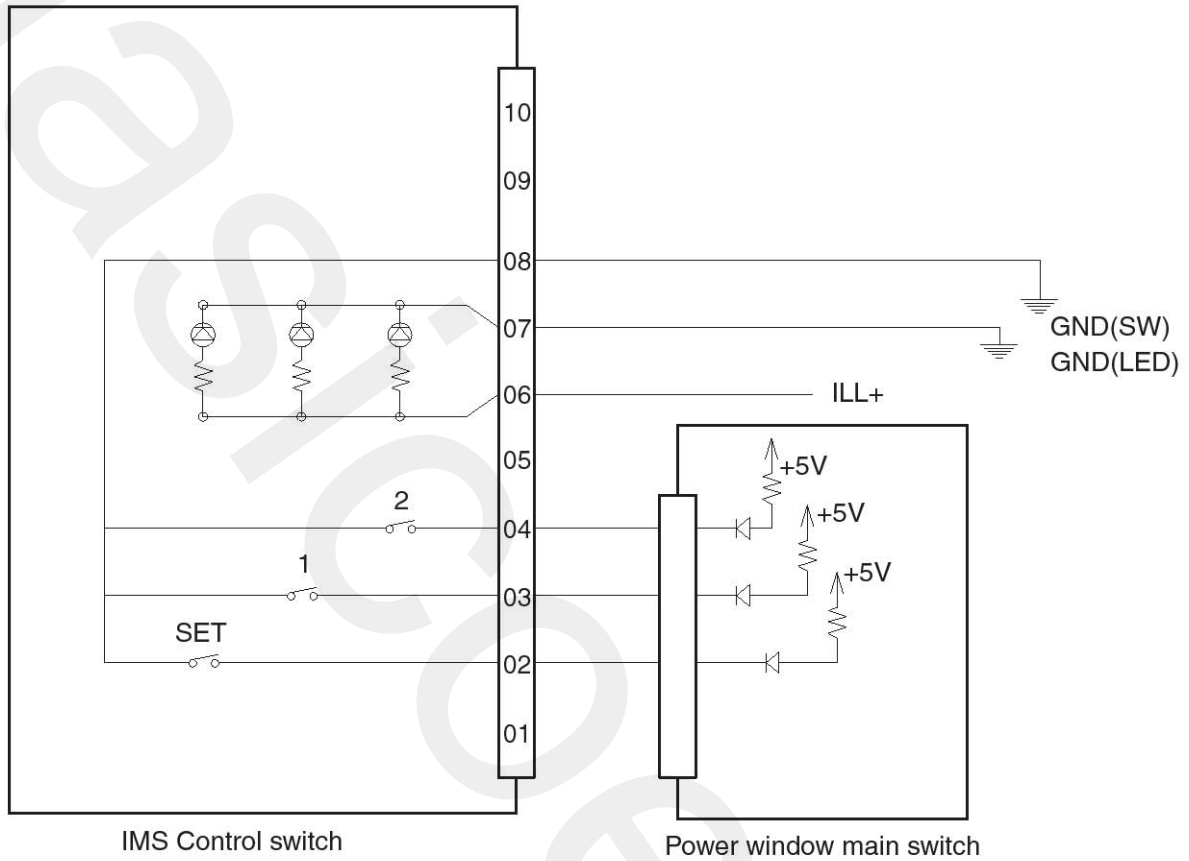 10
09
08
07
GND(SW)
GND(LED)
06
ILL+
05
+5V
2
04
+5V
1
03
+5V
SET
02
01
IMS Control switch
Power window main switch